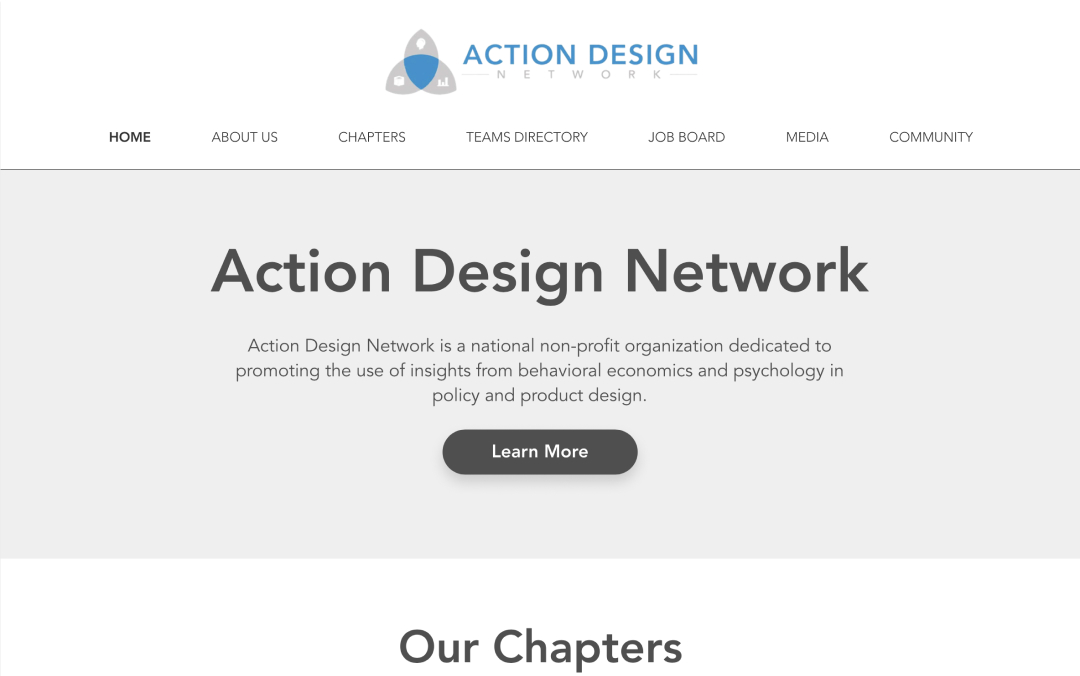 ACTION DESIGN
NETWORK
HOME ABOUT US CHAPTERS TEAMS DIRECTORY JOB BOARD MEDIA COMMUNITY
Action Design Network
Action Design Network is a national non-profit organization dedicated to
promoting the use of insights from behavioral economics and psychology in
policy and product design.
Learn More
Our Chapters